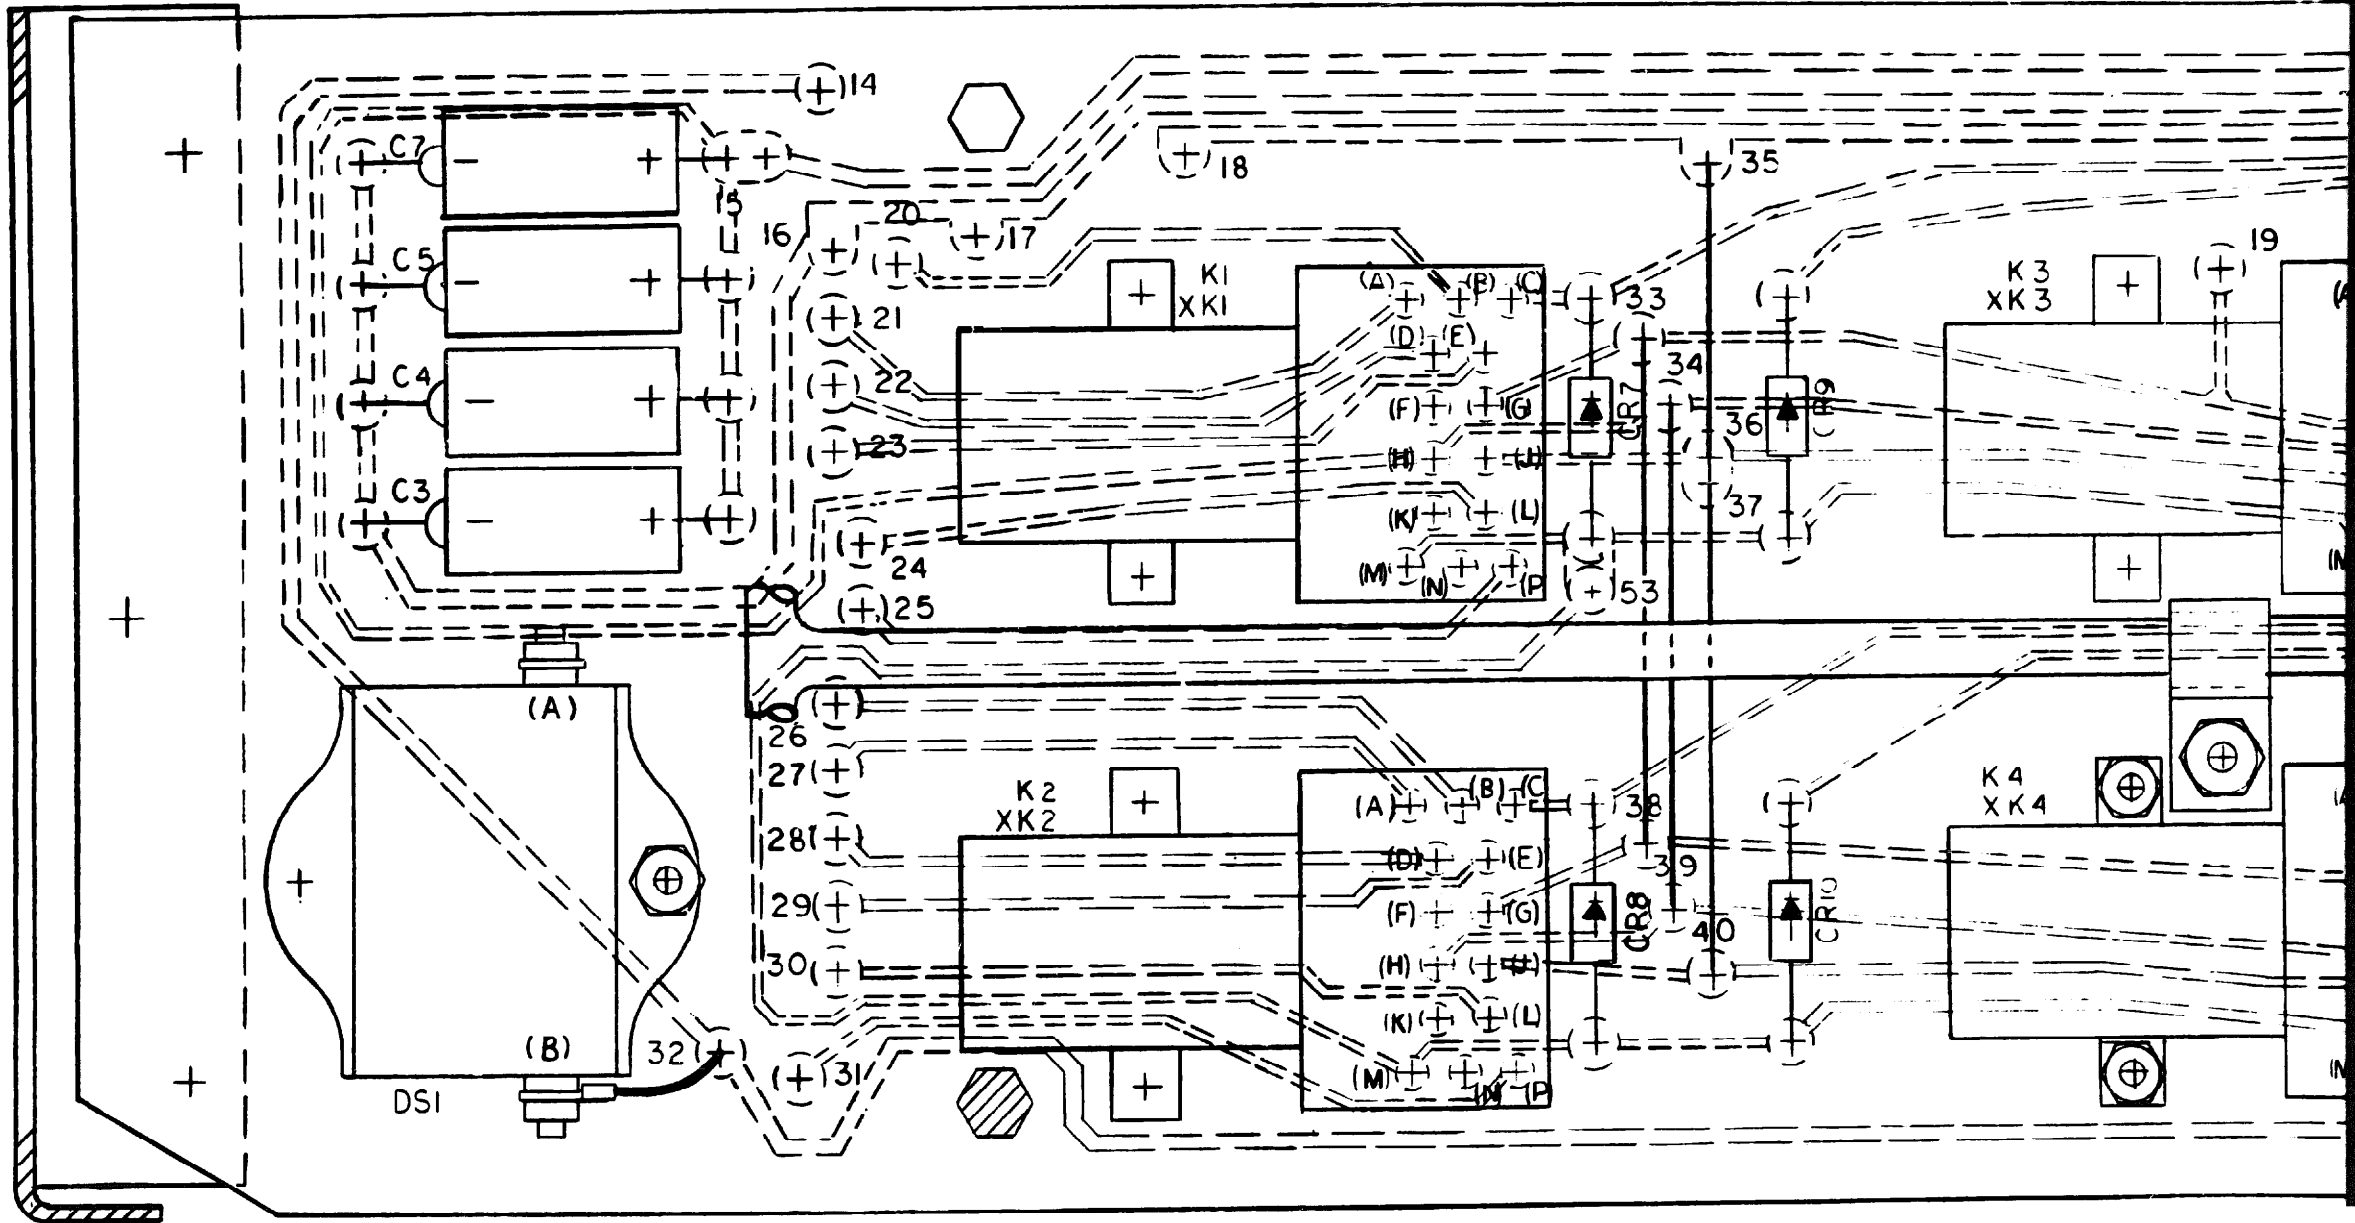 14
C7
18
35
15
20
16
17
19
C5
K1
XK1
(A)
(B)
(C)
33
K3
XK3
21
(D)
(E)
34
C4
22
(F)
(G)
CR7
36
CR9
23
(H)
(J)
C3
37
(K)
(L)
24
(M)
(N)
(P
25
53
(A)
26
27
K2
XK2
(A)
(B)
(C
38
K4
XK4
28
(D)
(E)
39
29
(F)
(G)
CR8
40
CR10
30
(H)
(J)
(K)
(L)
(B)
32
31
(M)
(N)
(P
DS1